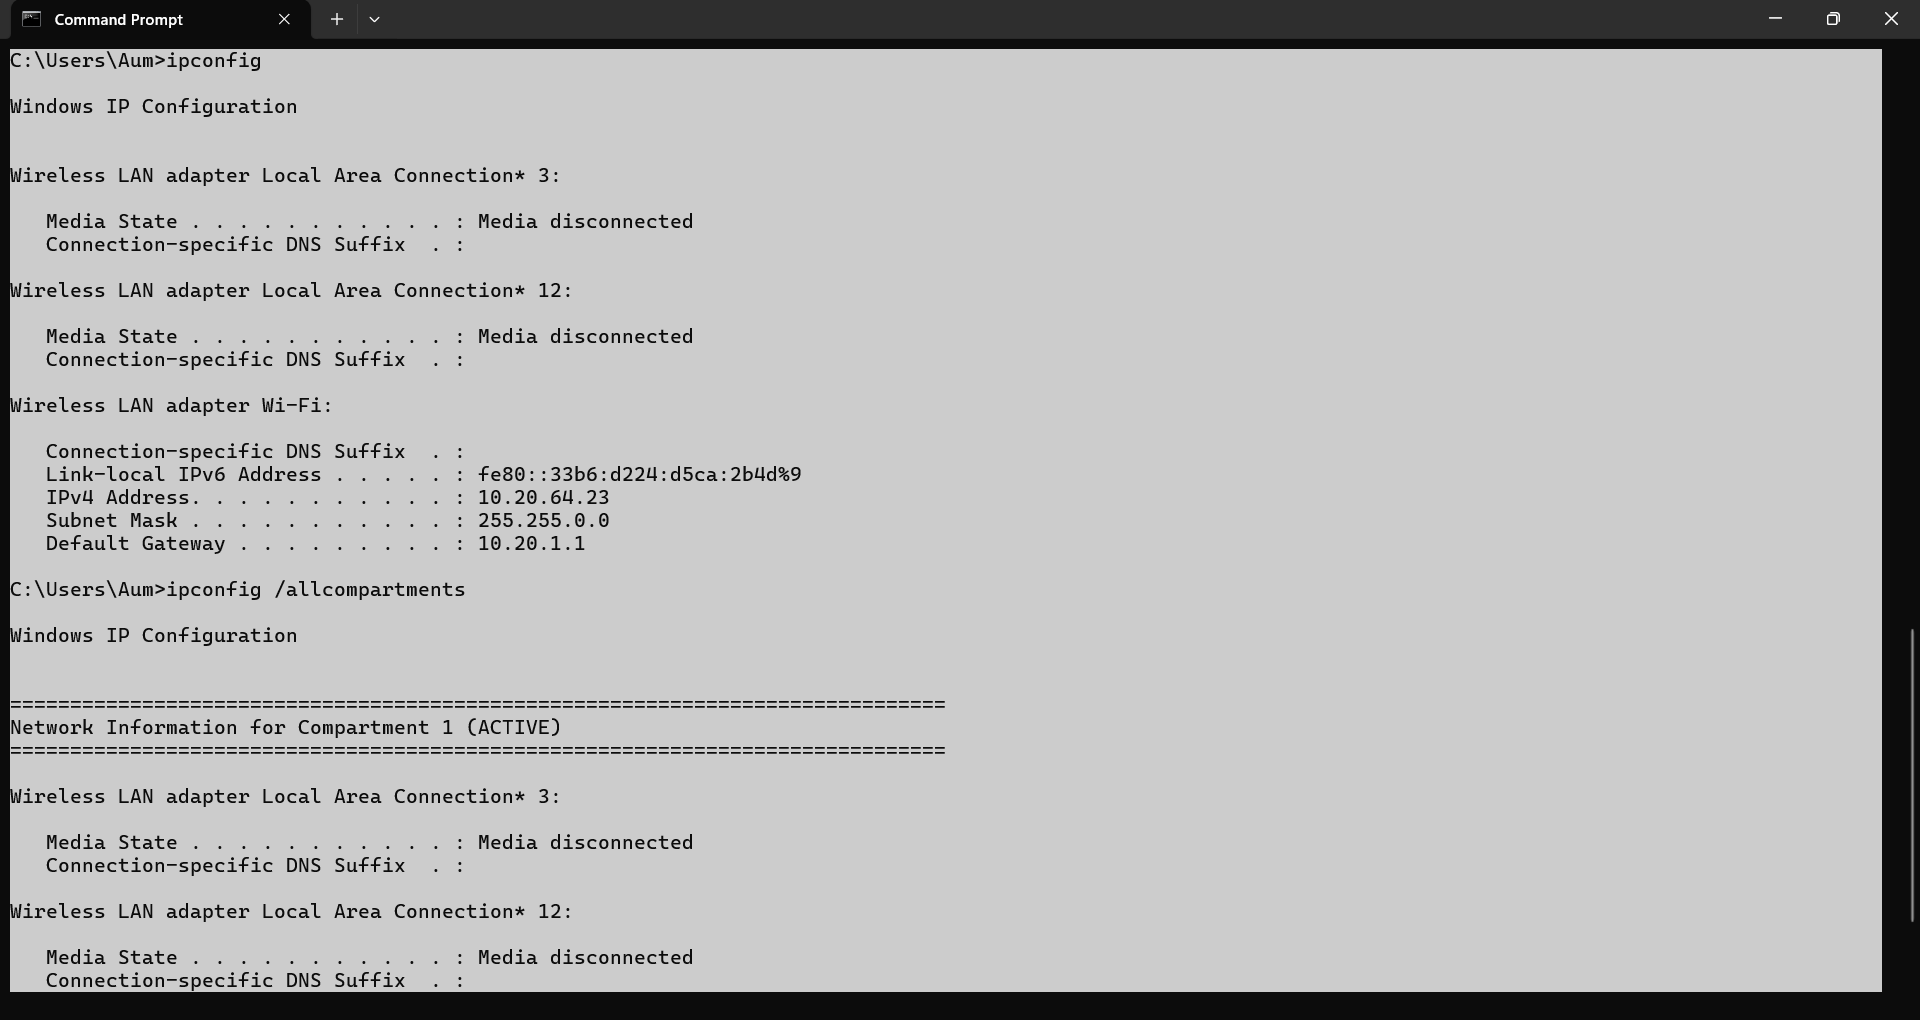 Command Prompt
C:\Users\Aum>ipconfig
Windows IP Configuration
Wireless LAN adapter Local Area Connection* 3:
   Media State . . . . . . . . . . . : Media disconnected
   Connection-specific DNS Suffix  . :
Wireless LAN adapter Local Area Connection* 12:
   Media State . . . . . . . . . . . : Media disconnected
   Connection-specific DNS Suffix  . :
Wireless LAN adapter Wi-Fi:
   Connection-specific DNS Suffix  . :
   Link-local IPv6 Address . . . . . : fe80::33b6:d224:d5ca:2b4d%9
   IPv4 Address. . . . . . . . . . . : 10.20.64.23
   Subnet Mask . . . . . . . . . . . : 255.255.0.0
   Default Gateway . . . . . . . . . : 10.20.1.1
C:\Users\Aum>ipconfig /allcompartments
Windows IP Configuration
==============================================================================
Network Information for Compartment 1 (ACTIVE)
==============================================================================
Wireless LAN adapter Local Area Connection* 3:
   Media State . . . . . . . . . . . : Media disconnected
   Connection-specific DNS Suffix  . :
Wireless LAN adapter Local Area Connection* 12:
   Media State . . . . . . . . . . . : Media disconnected
   Connection-specific DNS Suffix  . :